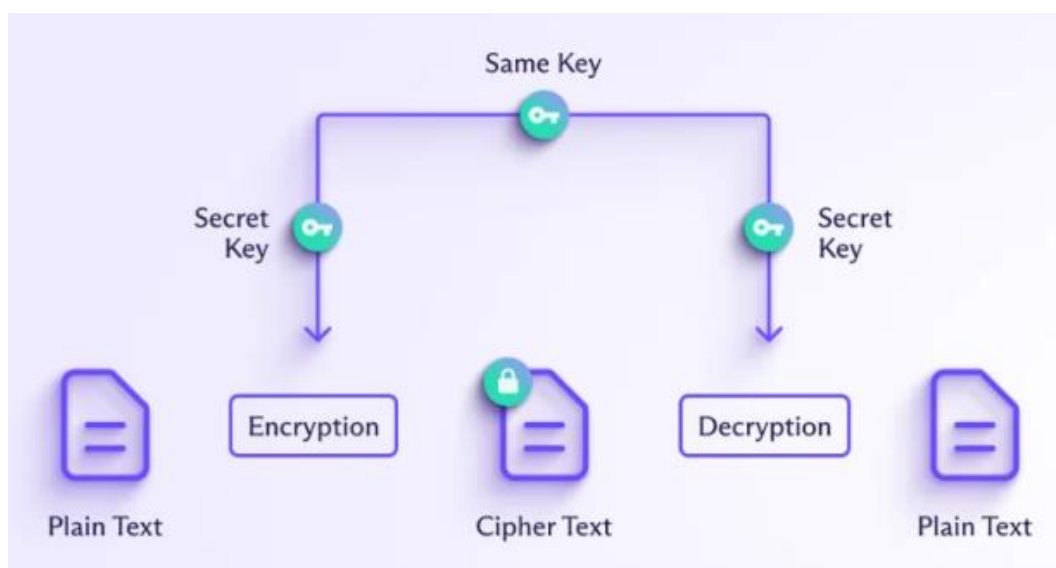 Same Key
Secret
Key
Secret
Key
Encryption
Decryption
Plain Text
Cipher Text
Plain Text